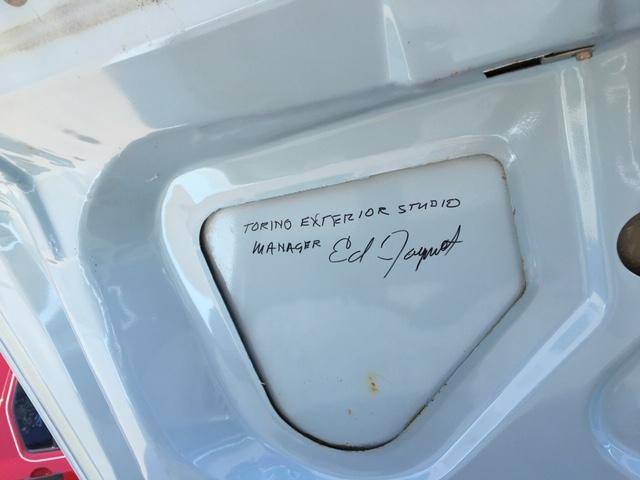 TORINO EXTERIOR STUDIO
MANAGER Ed